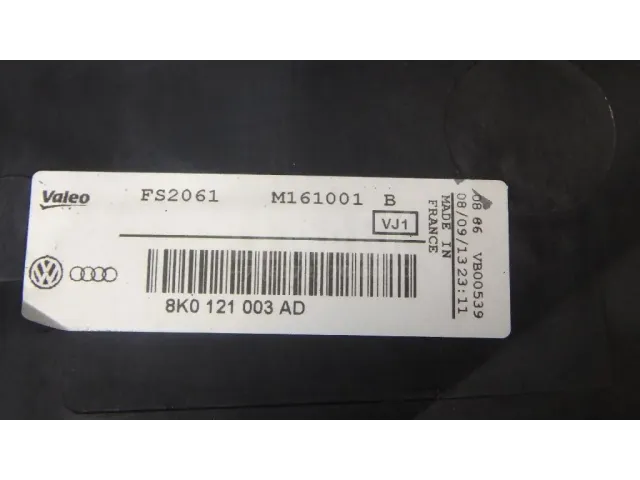 Valeo FS2061 M161001 B
VJ1
8K0 121 003 AD
MADE IN
FRANCE
08/09/13 23:11
VB00539